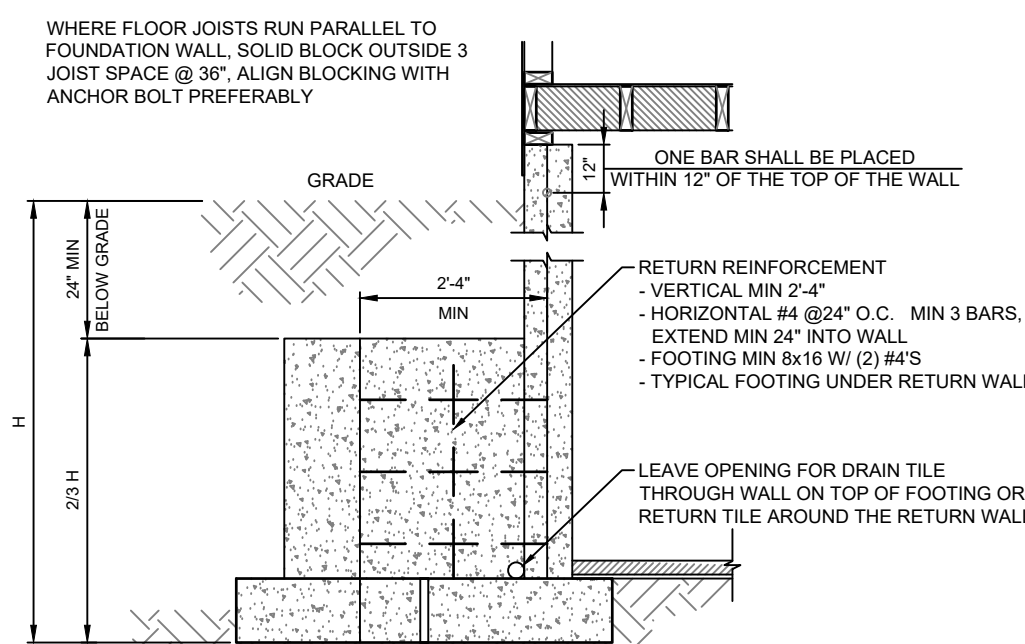 WHERE FLOOR JOISTS RUN PARALLEL TO
FOUNDATION WALL, SOLID BLOCK OUTSIDE 3
JOIST SPACE @ 36", ALIGN BLOCKING WITH
ANCHOR BOLT PREFERABLY
GRADE
12"
ONE BAR SHALL BE PLACED
WITHIN 12" OF THE TOP OF THE WALL
24" MIN
BELOW GRADE
2'-4"
MIN
RETURN REINFORCEMENT
- VERTICAL MIN 2'-4"
- HORIZONTAL #4 @24" O.C. MIN 3 BARS,
EXTEND MIN 24" INTO WALL
- FOOTING MIN 8x16 W/ (2) #4'S
- TYPICAL FOOTING UNDER RETURN WALL
H
2/3 H
LEAVE OPENING FOR DRAIN TILE
THROUGH WALL ON TOP OF FOOTING OR
RETURN TILE AROUND THE RETURN WALL